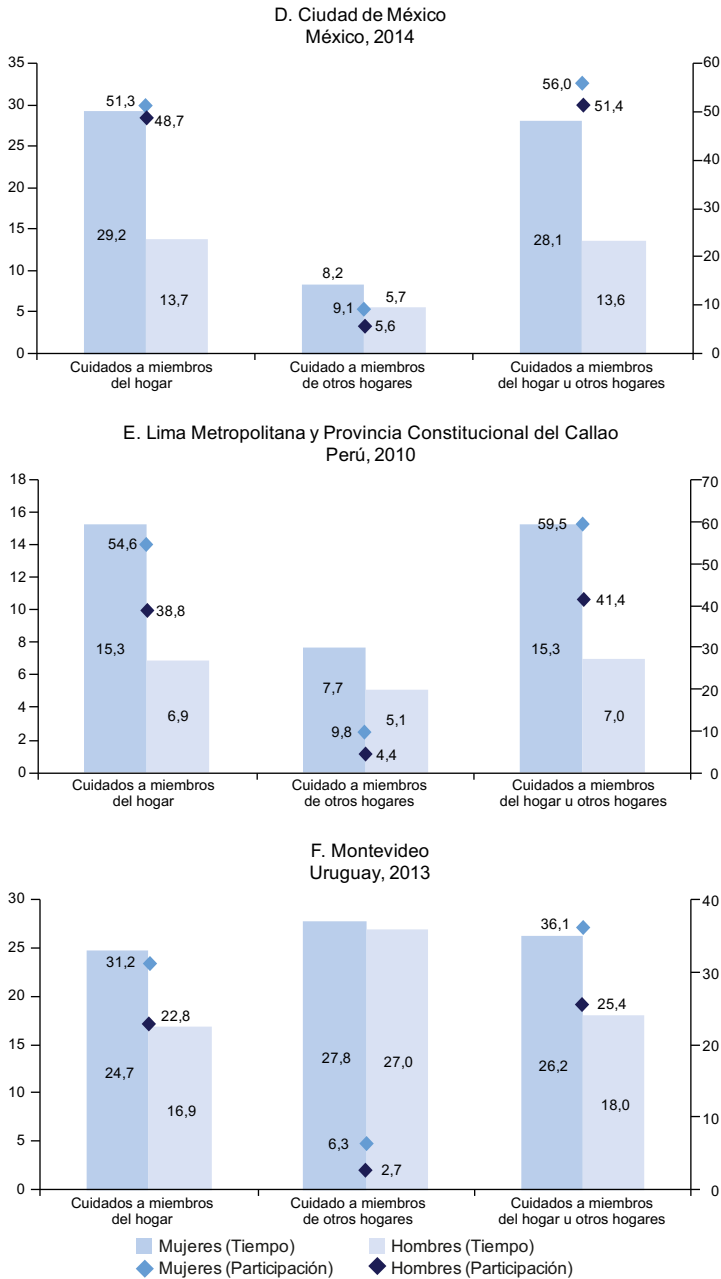 D. Ciudad de México
México, 2014
35
30
25
20
15
10
5
0
60
50
40
30
20
10
0
51,3
48,7
29,2
13,7
8,2
5,7
9,1
5,6
56,0
51,4
28,1
13,6
Cuidados a miembros
del hogar
Cuidado a miembros
de otros hogares
Cuidados a miembros
del hogar u otros hogares
E. Lima Metropolitana y Provincia Constitucional del Callao
Perú, 2010
18
16
14
12
10
8
6
4
2
0
70
60
50
40
30
20
10
0
54,6
38,8
15,3
6,9
7,7
5,1
9,8
4,4
59,5
41,4
15,3
7,0
Cuidados a miembros
del hogar
Cuidado a miembros
de otros hogares
Cuidados a miembros
del hogar u otros hogares
F. Montevideo
Uruguay, 2013
30
25
20
15
10
5
0
40
30
20
10
0
31,2
22,8
24,7
16,9
27,8
27,0
6,3
2,7
36,1
25,4
26,2
18,0
Cuidados a miembros
del hogar
Cuidado a miembros
de otros hogares
Cuidados a miembros
del hogar u otros hogares
Mujeres (Tiempo)
Hombres (Tiempo)
Mujeres (Participación)
Hombres (Participación)